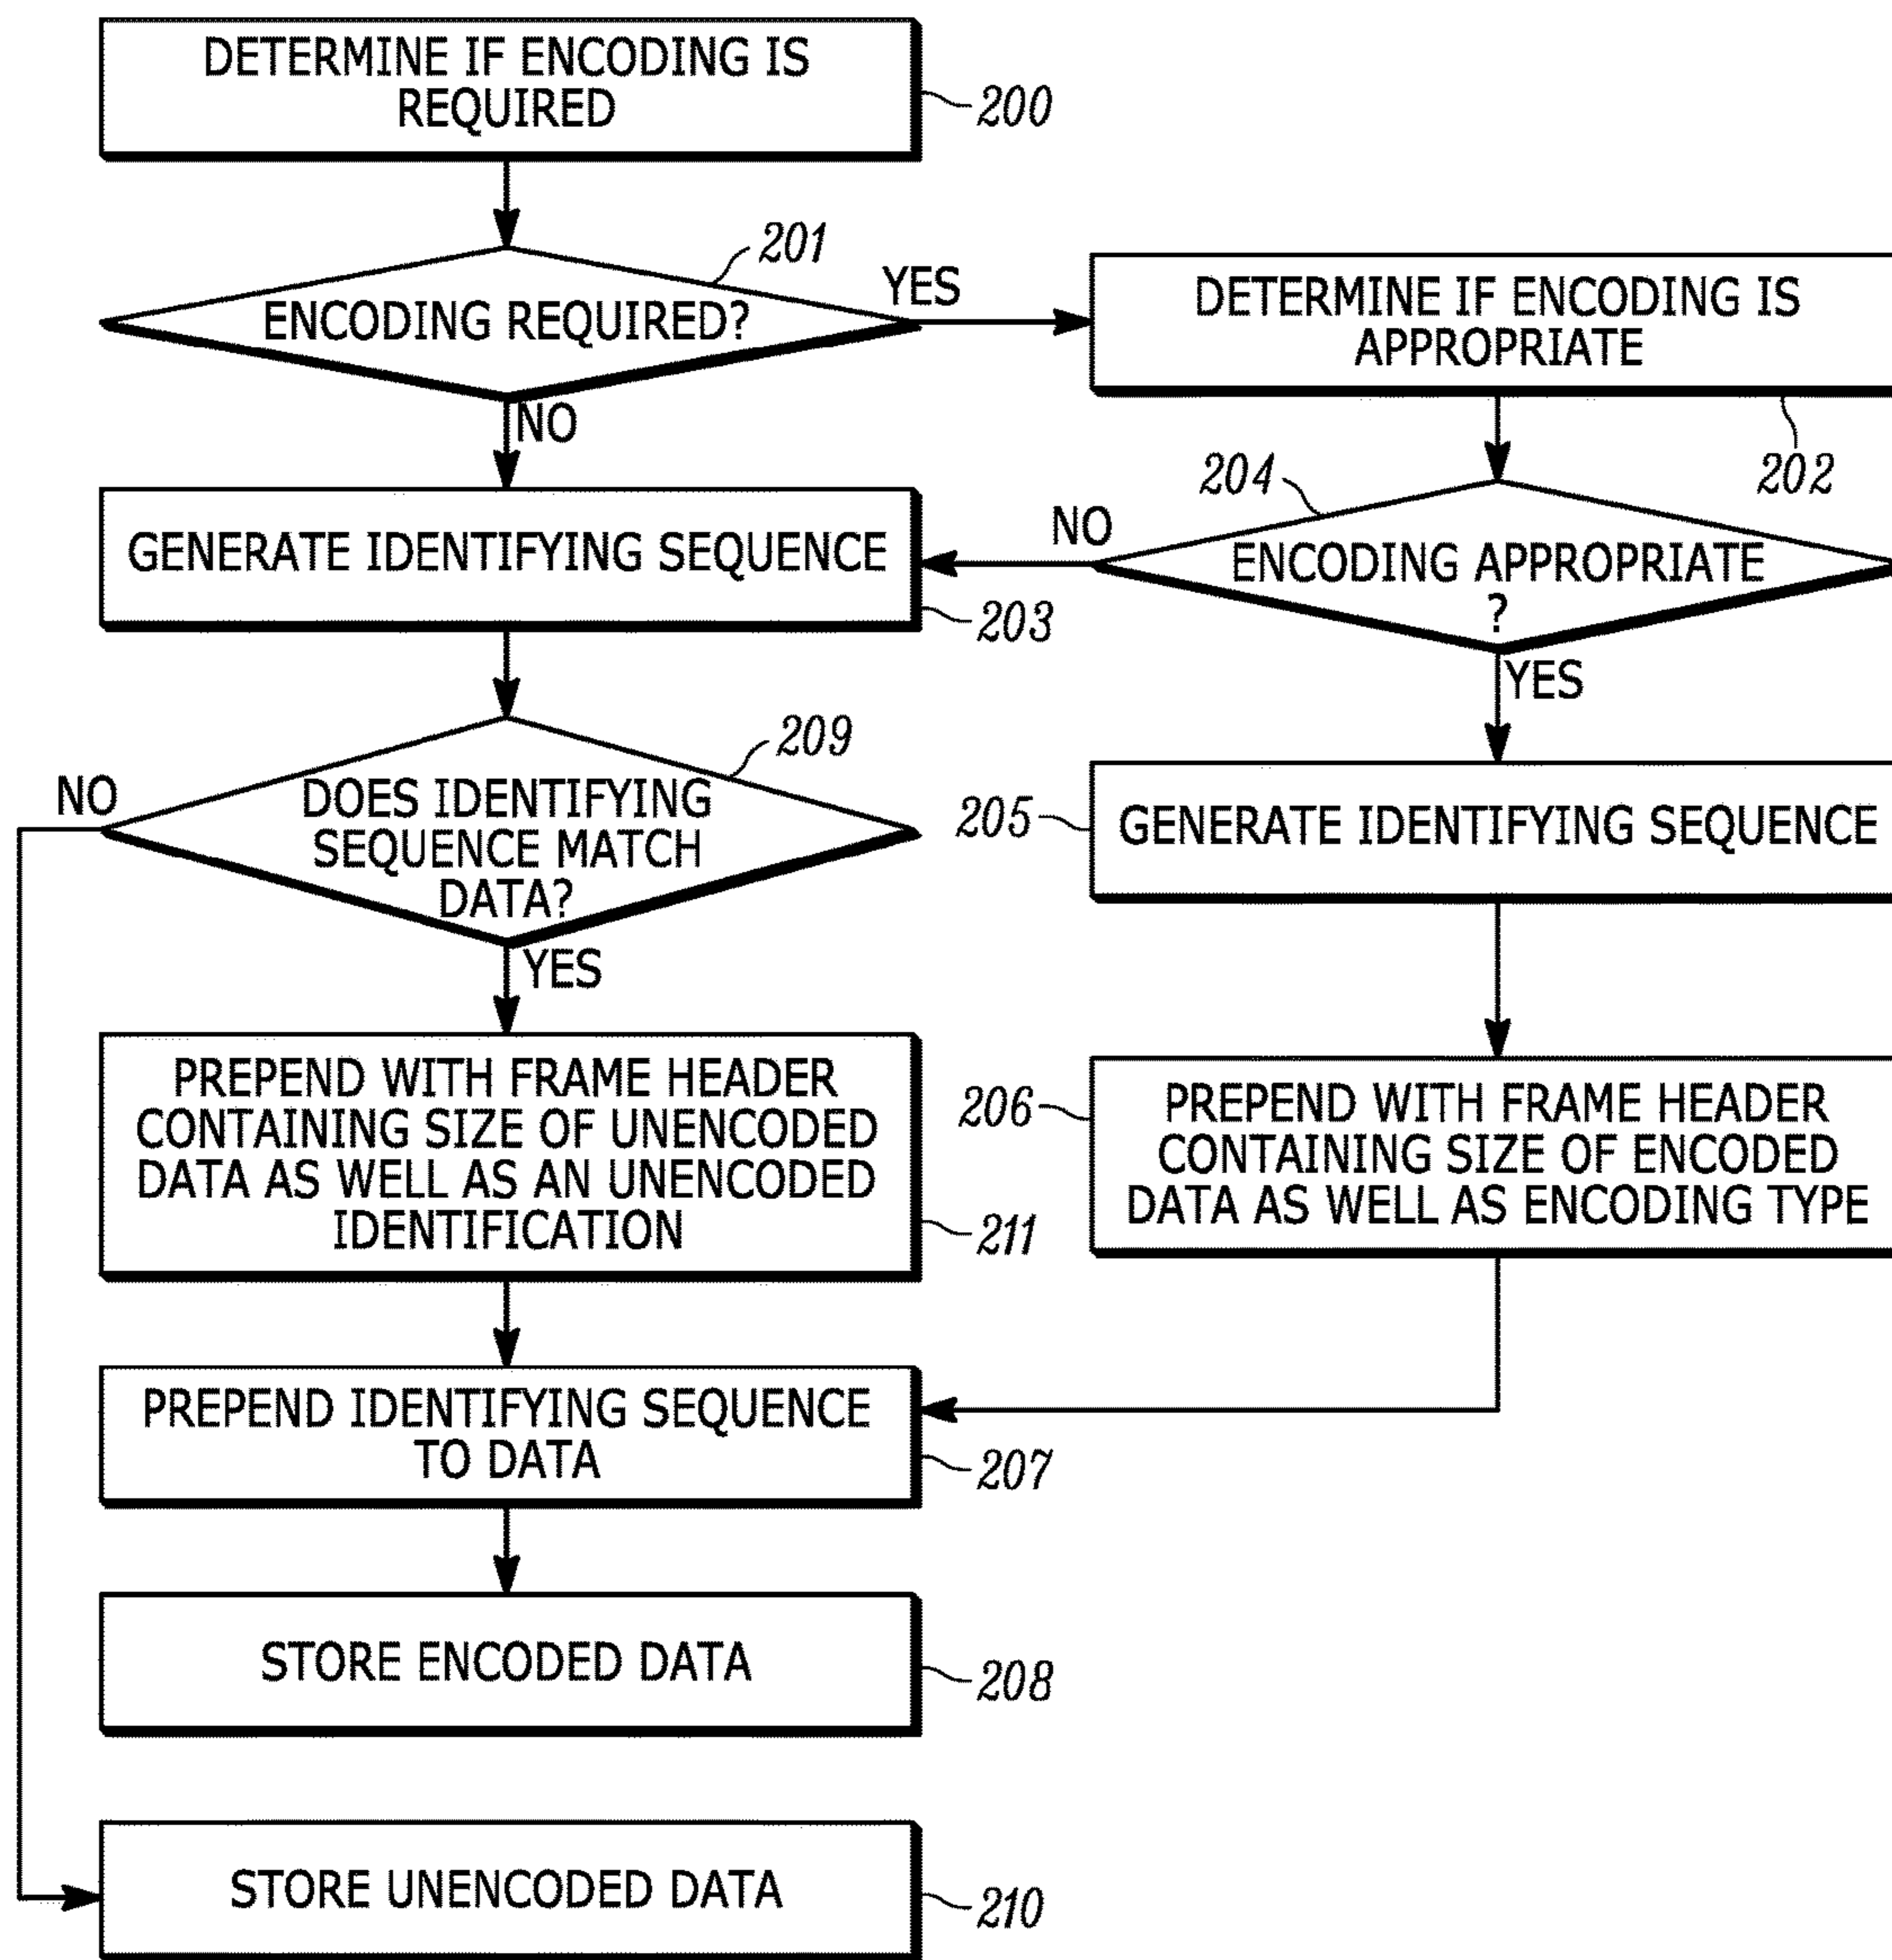 DETERMINE IF ENCODING IS
REQUIRED
200
201
ENCODING REQUIRED?
YES
NO
DETERMINE IF ENCODING IS
APPROPRIATE
202
204
ENCODING APPROPRIATE
?
NO
YES
GENERATE IDENTIFYING SEQUENCE
203
209
DOES IDENTIFYING
SEQUENCE MATCH
DATA?
NO
YES
205
GENERATE IDENTIFYING SEQUENCE
PREPEND WITH FRAME HEADER
CONTAINING SIZE OF UNENCODED
DATA AS WELL AS AN UNENCODED
IDENTIFICATION
211
206
PREPEND WITH FRAME HEADER
CONTAINING SIZE OF ENCODED
DATA AS WELL AS ENCODING TYPE
PREPEND IDENTIFYING SEQUENCE
TO DATA
207
STORE ENCODED DATA
208
STORE UNENCODED DATA
210